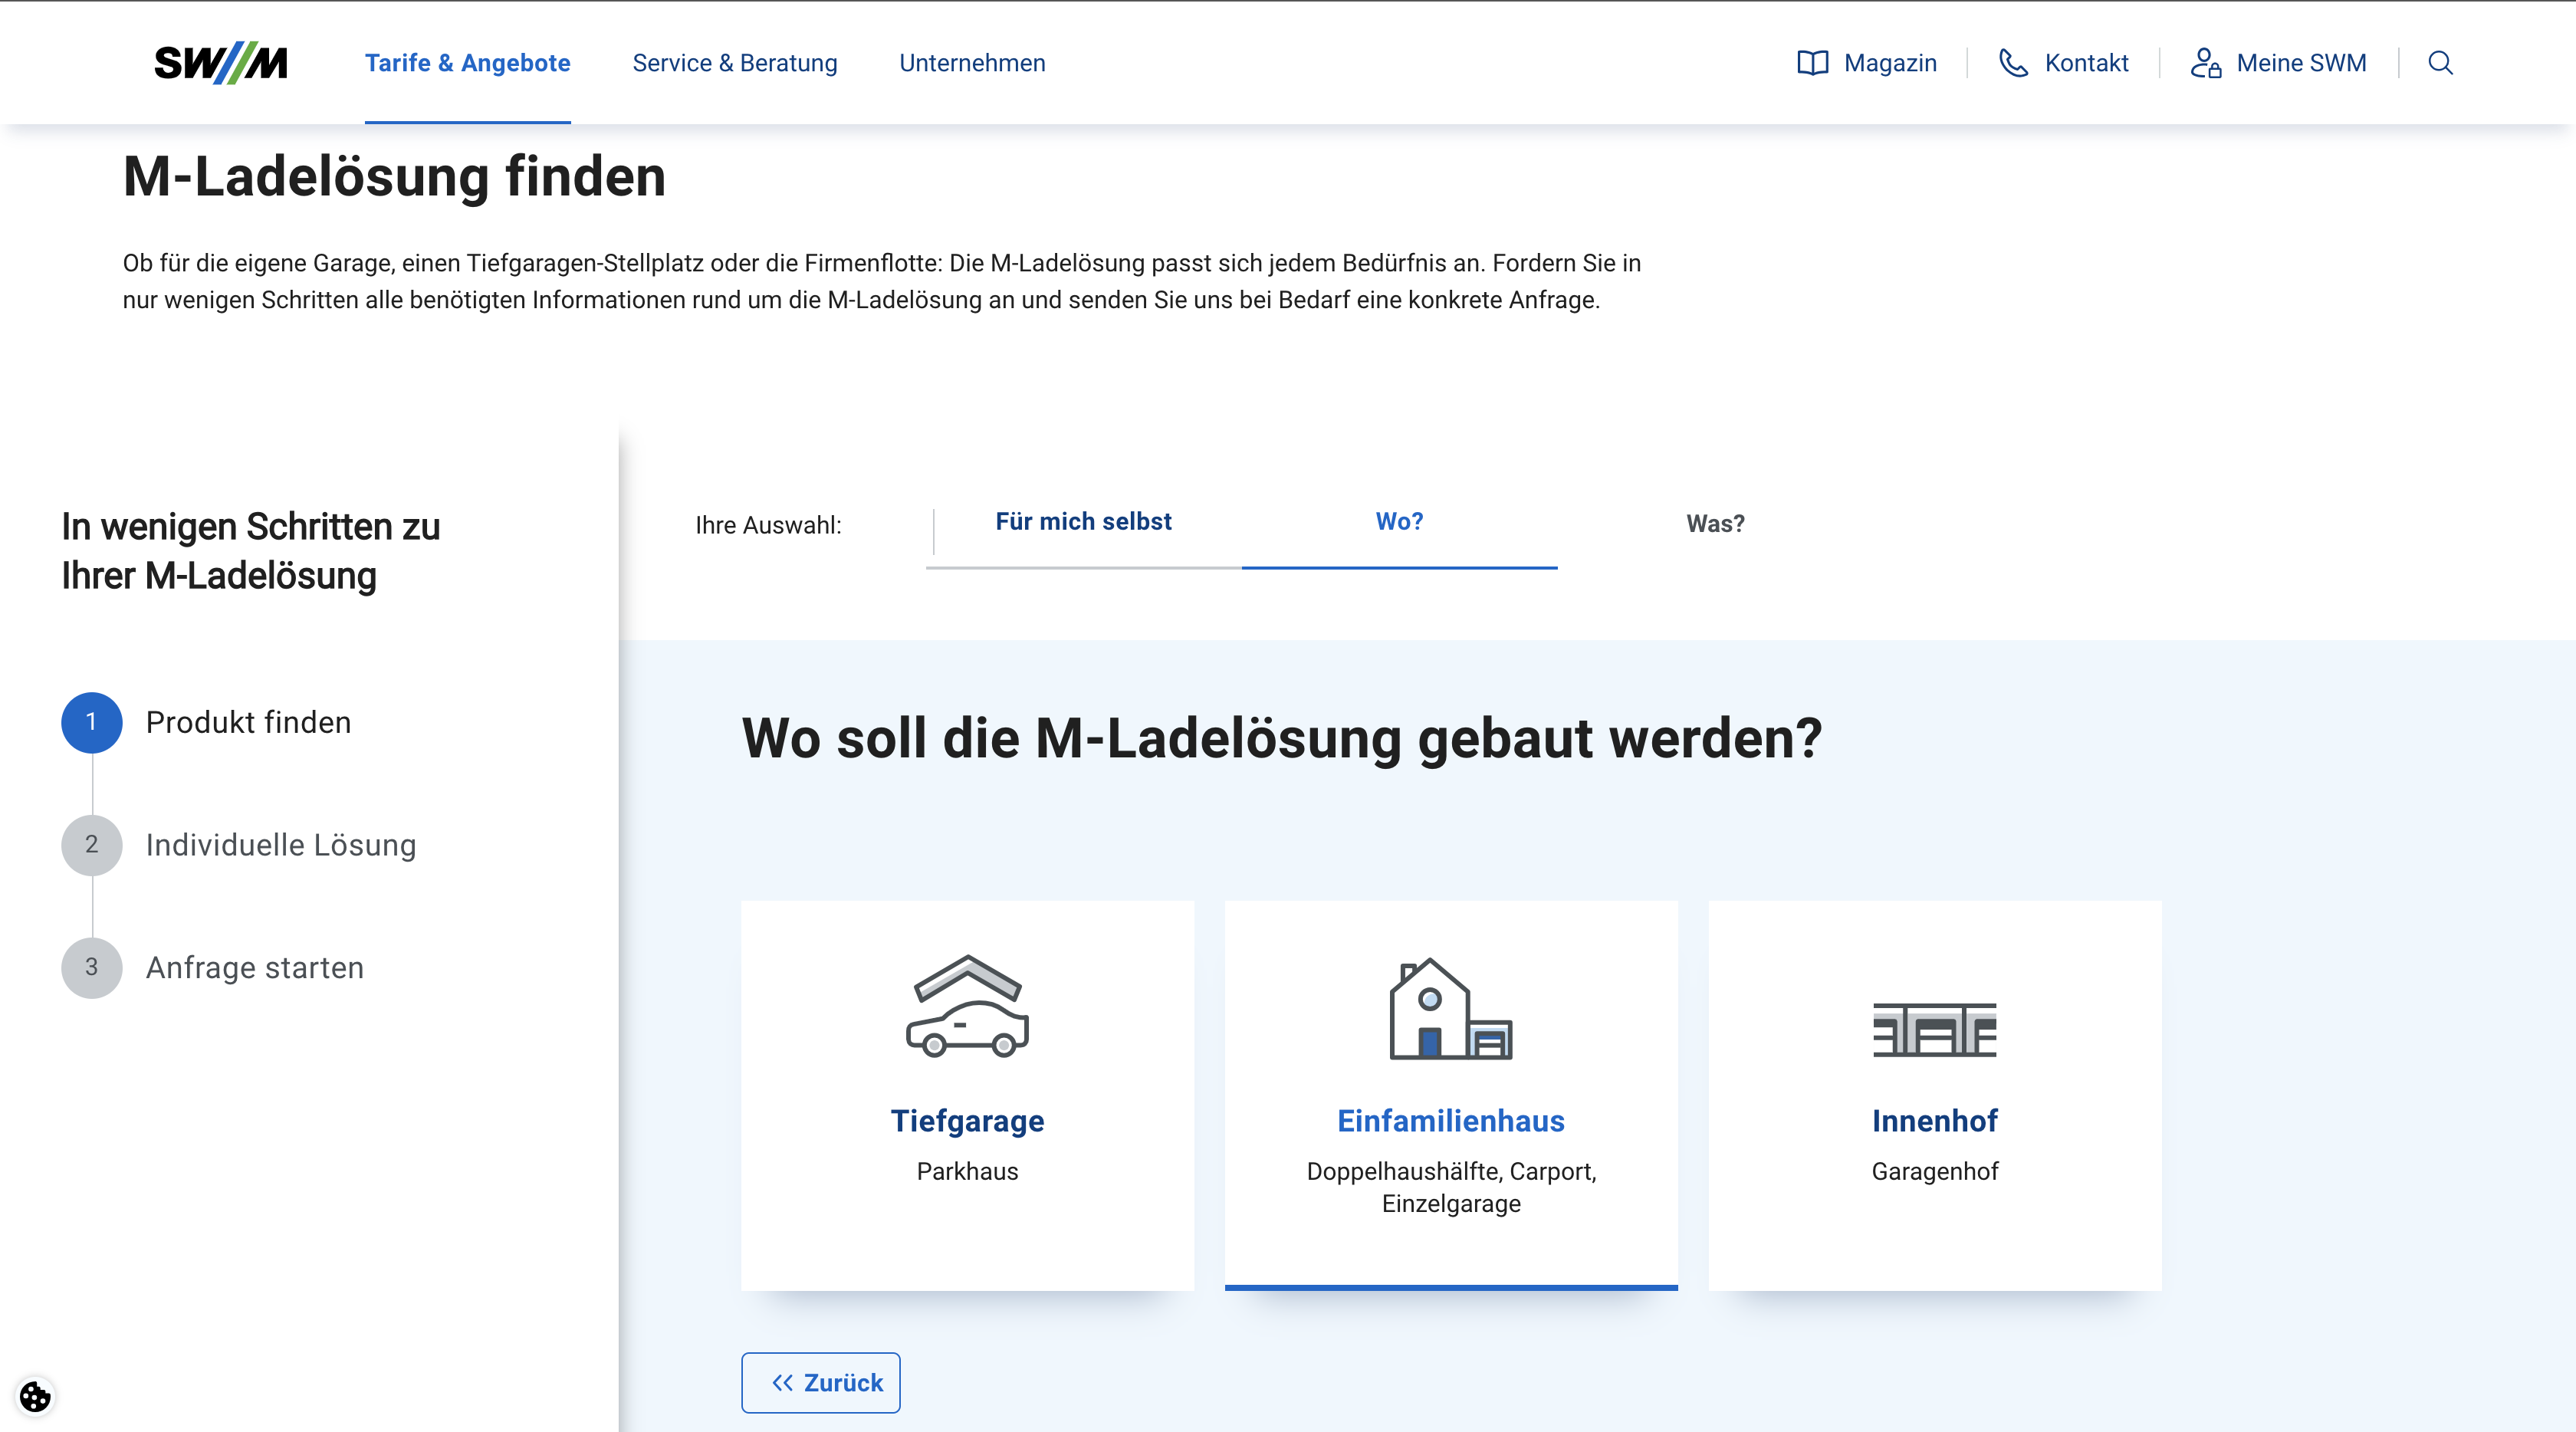 SWM
Tarife & Angebote
Service & Beratung
Unternehmen
Magazin
Kontakt
Meine SWM
M-Ladelösung finden
Ob für die eigene Garage, einen Tiefgaragen-Stellplatz oder die Firmenflotte: Die M-Ladelösung passt sich jedem Bedürfnis an. Fordern Sie in
nur wenigen Schritten alle benötigten Informationen rund um die M-Ladelösung an und senden Sie uns bei Bedarf eine konkrete Anfrage.
In wenigen Schritten zu
Ihrer M-Ladelösung
1 Produkt finden
2 Individuelle Lösung
3 Anfrage starten
Ihre Auswahl:
Für mich selbst
Wo?
Was?
Wo soll die M-Ladelösung gebaut werden?
Tiefgarage
Parkhaus
Einfamilienhaus
Doppelhaushälfte, Carport,
Einzelgarage
Innenhof
Garagenhof
Zurück